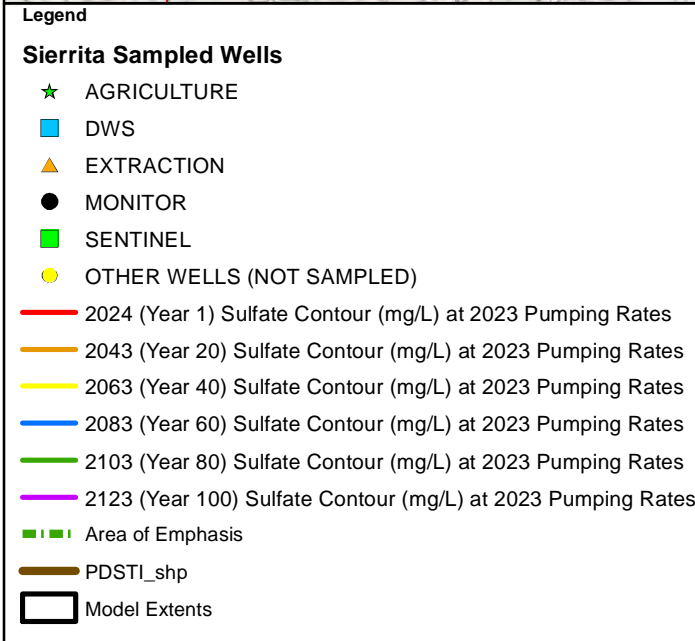 Legend
Sierrita Sampled Wells
AGRICULTURE
DWS
EXTRACTION
MONITOR
SENTINEL
OTHER WELLS (NOT SAMPLED)
2024 (Year 1) Sulfate Contour (mg/L) at 2023 Pumping Rates
2043 (Year 20) Sulfate Contour (mg/L) at 2023 Pumping Rates
2063 (Year 40) Sulfate Contour (mg/L) at 2023 Pumping Rates
2083 (Year 60) Sulfate Contour (mg/L) at 2023 Pumping Rates
2103 (Year 80) Sulfate Contour (mg/L) at 2023 Pumping Rates
2123 (Year 100) Sulfate Contour (mg/L) at 2023 Pumping Rates
Area of Emphasis
PDSTI_shp
Model Extents